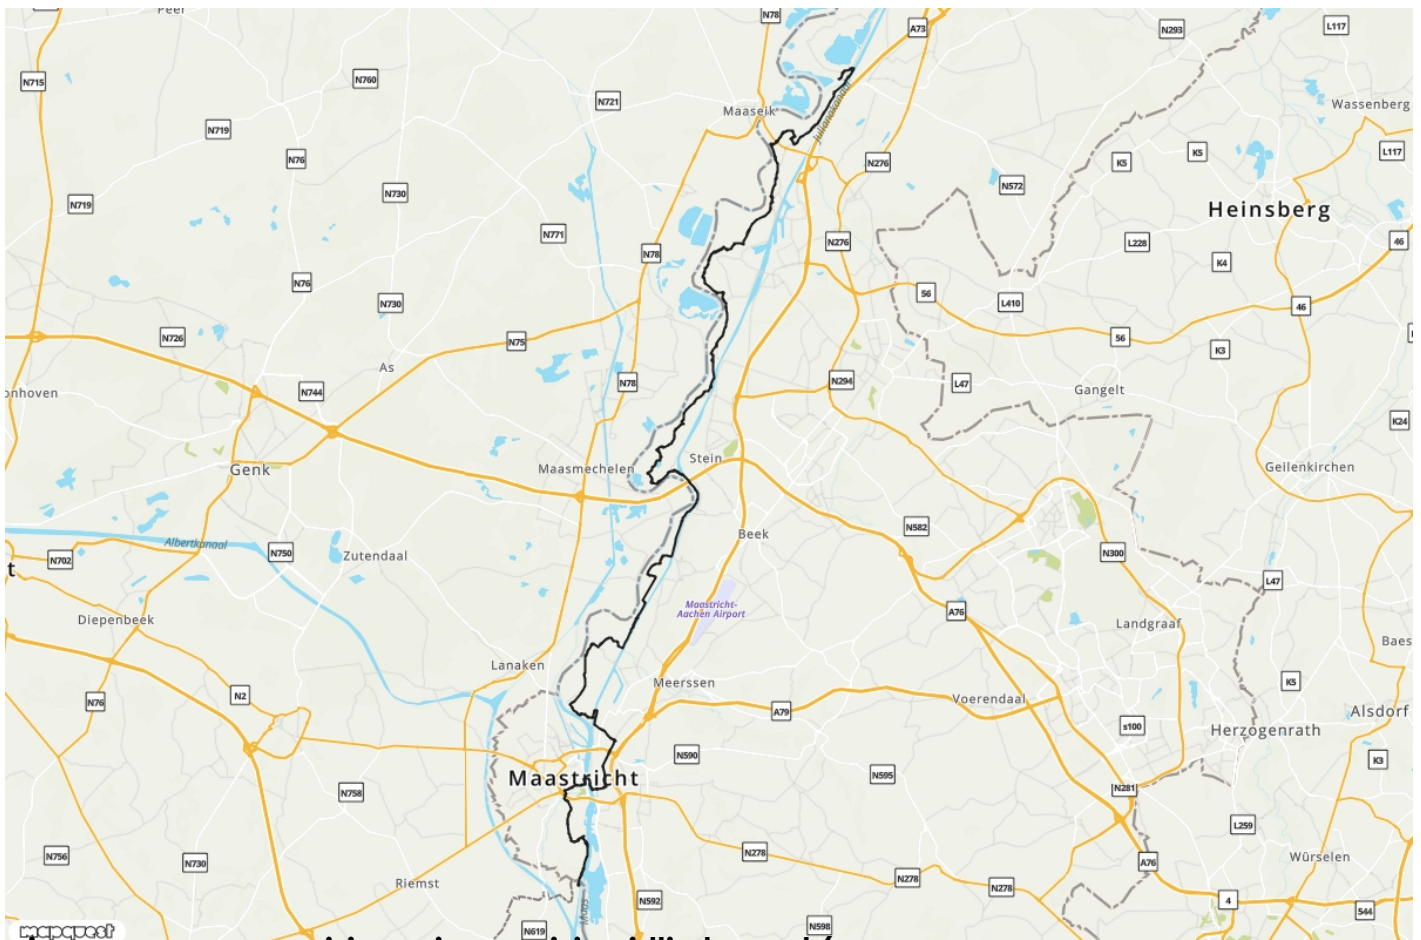 Peer
N78
A73
N293
L117
N715
N760
N721
Maaseik
Wassenberg
N719
N76
Julianakanaal
K5
K5
L117
N276
N572
N730
N719
Heinsberg
N771
N78
N276
L228
46
K4
N76
56
L410
46
N730
N726
N75
56
K3
As
N78
N294
L47
Gangelt
onhoven
N744
K24
Stein
Genk
Maasmechelen
Geilenkirchen
N582
Beek
Albertkanaal
N750
Zutendaal
N702
N300
t
L47
Maastricht-
Aachen Airport
A76
Diepenbeek
Landgraaf
Baes
Lanaken
Meerssen
N2
N76
K5
Voerendaal
A79
Alsdorf
s100
Herzogenrath
N590
K3
Maastricht
N595
N281
N758
L259
N756
N730
N278
A76
Würselen
Riemst
N278
N278
N592
4
544
Maas
N619
N598
mapquest